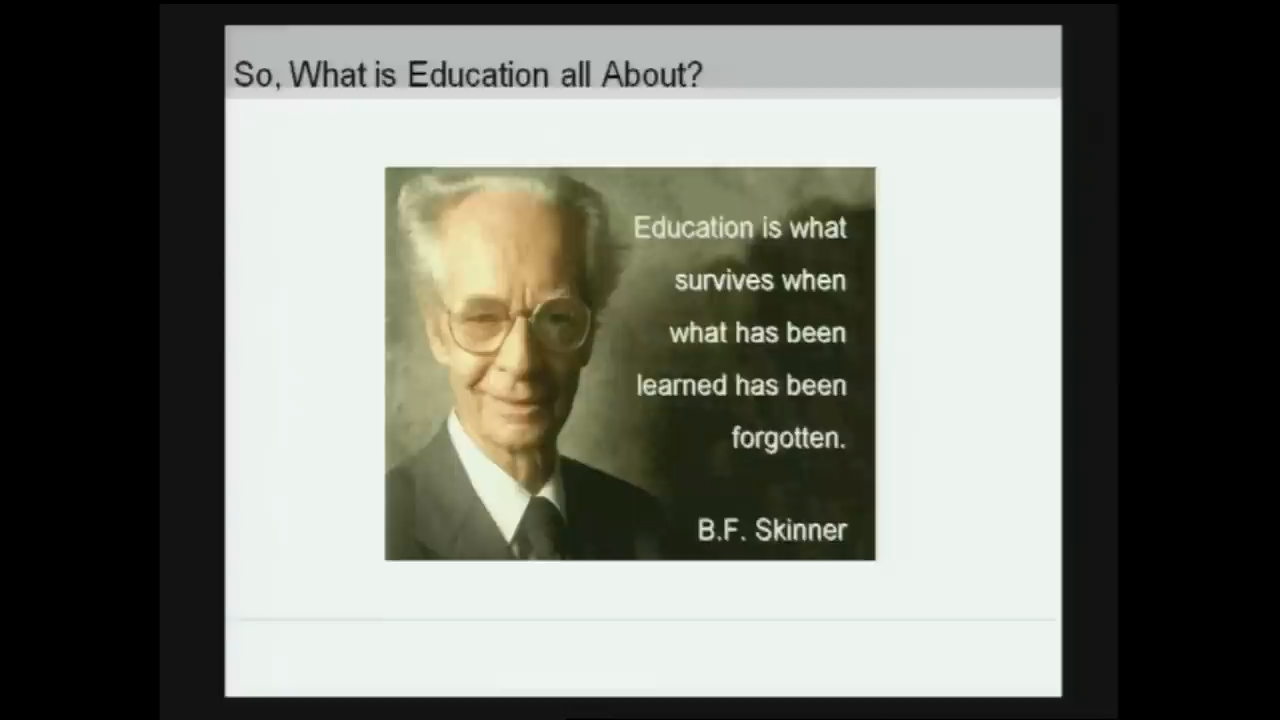 So, What is Education all About?
Education is what
survives when
what has been
learned has been
forgotten.
B.F. Skinner